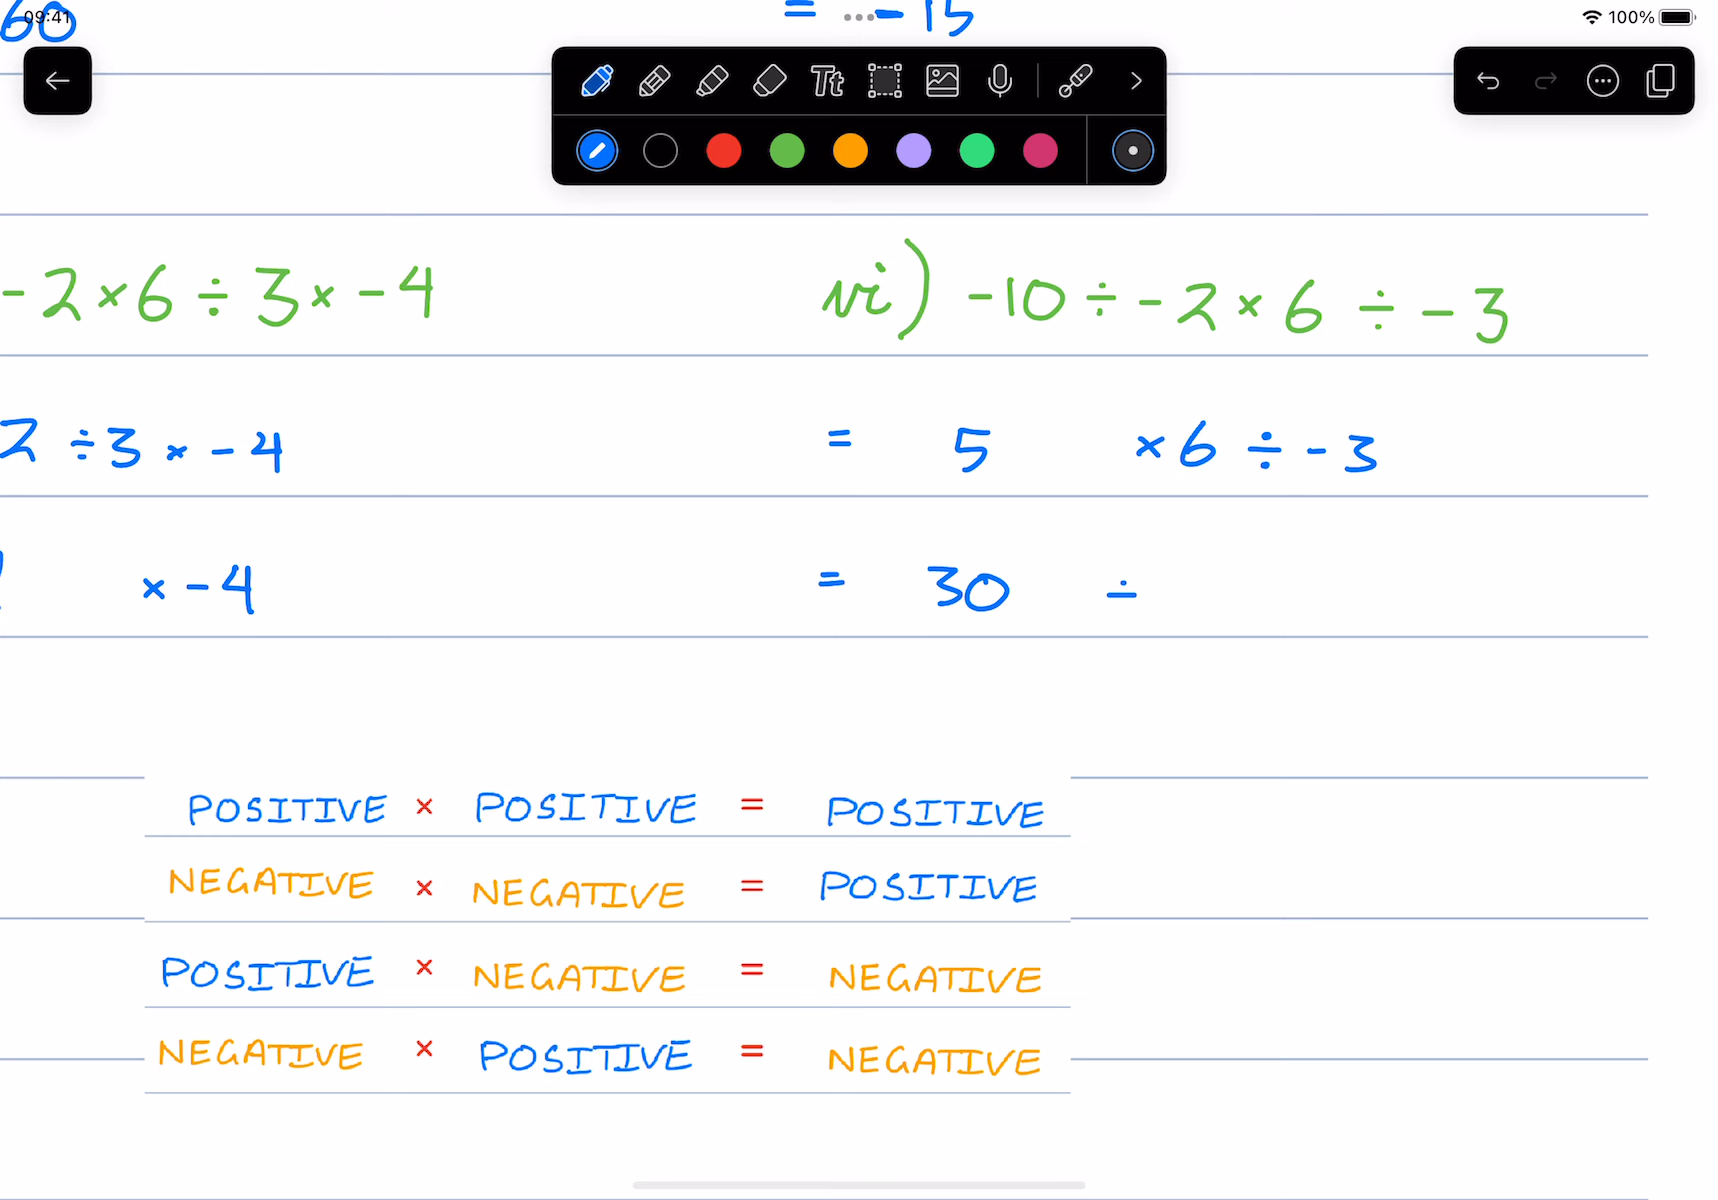 09:41
100%
60
= -15
Tt
-2×6÷3×-4
vi) -10÷-2×6÷-3
2÷3×-4
= 5 ×6÷-3
×-4
= 30 ÷
POSITIVE × POSITIVE = POSITIVE
NEGATIVE × NEGATIVE = POSITIVE
POSITIVE × NEGATIVE = NEGATIVE
NEGATIVE × POSITIVE = NEGATIVE